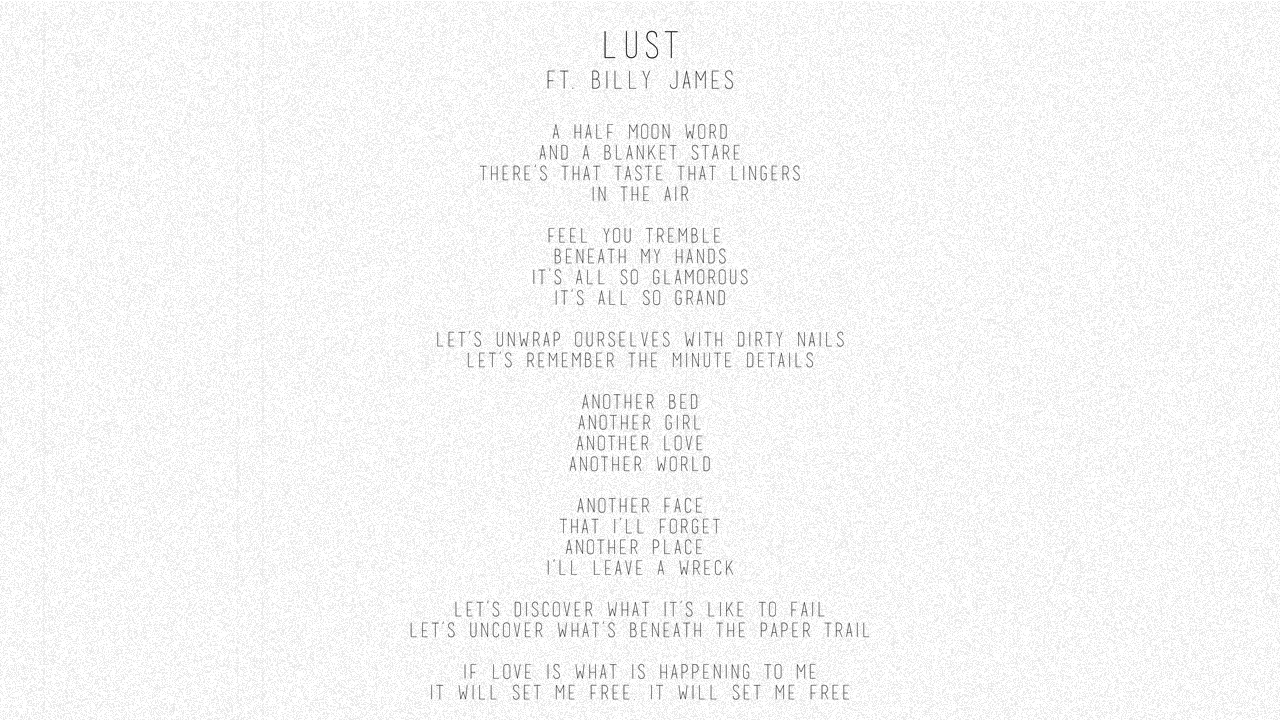 LUST
FT. BILLY JAMES
A HALF MOON WORD
AND A BLANKET STARE
THERE'S THAT TASTE THAT LINGERS
IN THE AIR
FEEL YOU TREMBLE
BENEATH MY HANDS
IT'S ALL SO GLAMOROUS
IT'S ALL SO GRAND
LET'S UNWRAP OURSELVES WITH DIRTY NAILS
LET'S REMEMBER THE MINUTE DETAILS
ANOTHER BED
ANOTHER GIRL
ANOTHER LOVE
ANOTHER WORLD
ANOTHER FACE
THAT I'LL FORGET
ANOTHER PLACE
I'LL LEAVE A WRECK
LET'S DISCOVER WHAT IT'S LIKE TO FAIL
LET'S UNCOVER WHAT'S BENEATH THE PAPER TRAIL
IF LOVE IS WHAT IS HAPPENING TO ME
IT WILL SET ME FREE IT WILL SET ME FREE